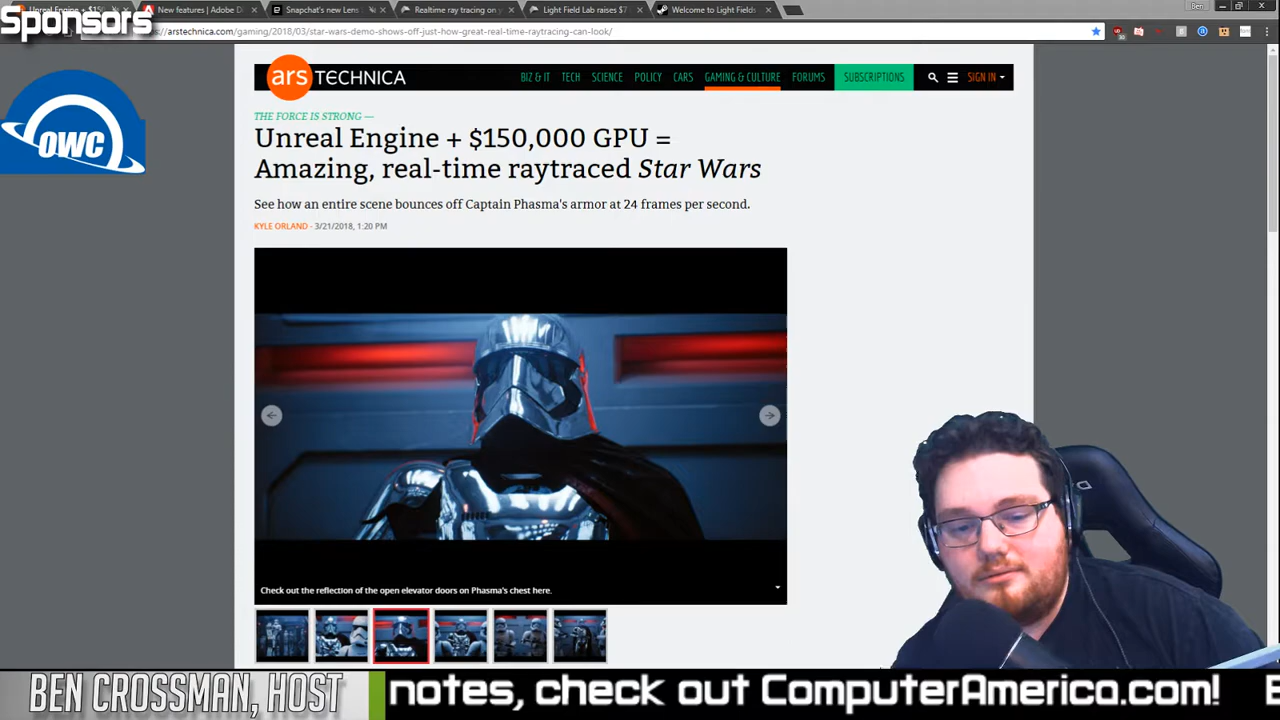 Sponsors
Unreal Engine + $150
New features | Adobe D
Snapchat's new Lens
Realtime ray tracing on y
Light Field Lab raises $7
Welcome to Light Fields
Ben
arstechnica.com/gaming/2018/03/star-wars-demo-shows-off-just-how-great-real-time-raytracing-can-look/
OWC
ars TECHNICA
BIZ & IT TECH SCIENCE POLICY CARS GAMING & CULTURE FORUMS SUBSCRIPTIONS SIGN IN
THE FORCE IS STRONG —
Unreal Engine + $150,000 GPU =
Amazing, real-time raytraced Star Wars
See how an entire scene bounces off Captain Phasma's armor at 24 frames per second.
KYLE ORLAND - 3/21/2018, 1:20 PM
Check out the reflection of the open elevator doors on Phasma's chest here.
BEN CROSSMAN, HOST
notes, check out ComputerAmerica.com!